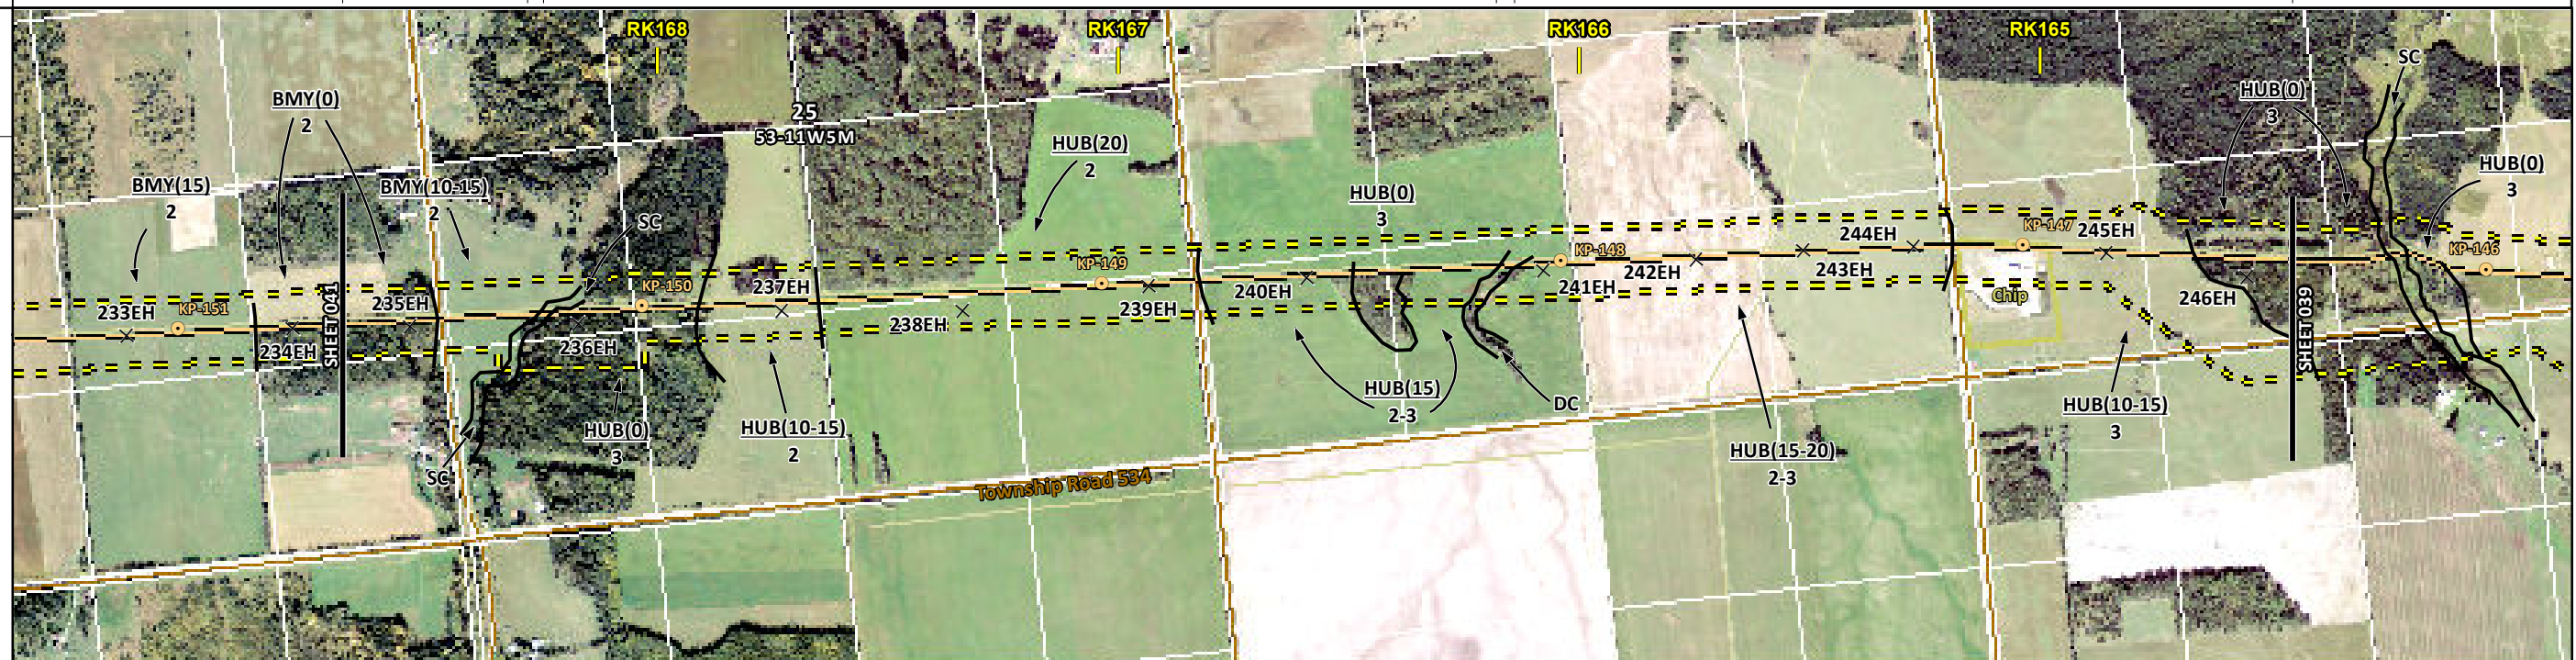 RK168
RK167
RK166
RK165
SC
BMY(0)
2
HUB(0)
3
25
53-11W5M
HUB(20)
2
HUB(0)
3
BMY(15)
2
BMY(10-15)
2
HUB(0)
3
SC
KP-147
245EH
244EH
KP-148
KP-146
KP-149
242EH
243EH
KP-150
237EH
240EH
241EH
246EH
Chip
KP-151
233EH
235EH
239EH
238EH
SHEET 041
SHEET 039
234EH
236EH
HUB(15)
2-3
DC
HUB(10-15)
3
HUB(0)
3
HUB(10-15)
2
HUB(15-20)
2-3
SC
Township Road 534